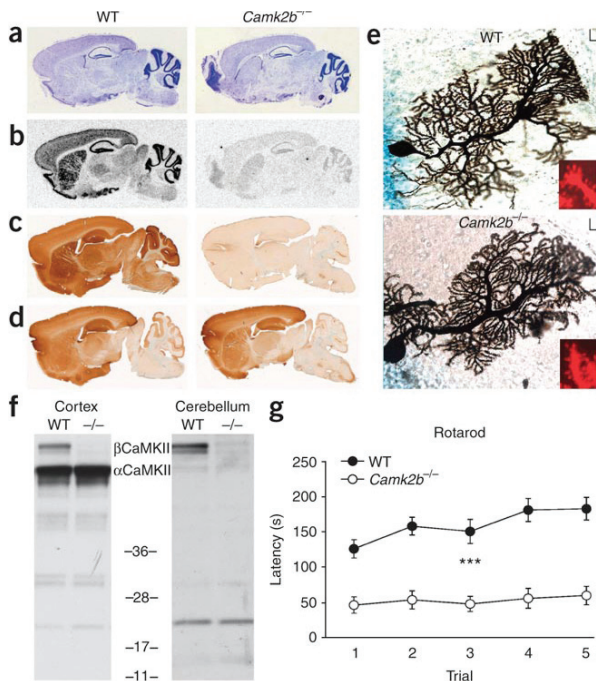 WT
Camk2b–/–
a
b
c
d
e
WT
Camk2b–/–
f
Cortex
WT –/–
Cerebellum
WT –/–
βCaMKII
αCaMKII
–36–
–28–
–17–
–11–
g
Rotarod
WT
Camk2b–/–
Latency (s)
250
200
150
100
50
0
***
1 2 3 4 5
Trial